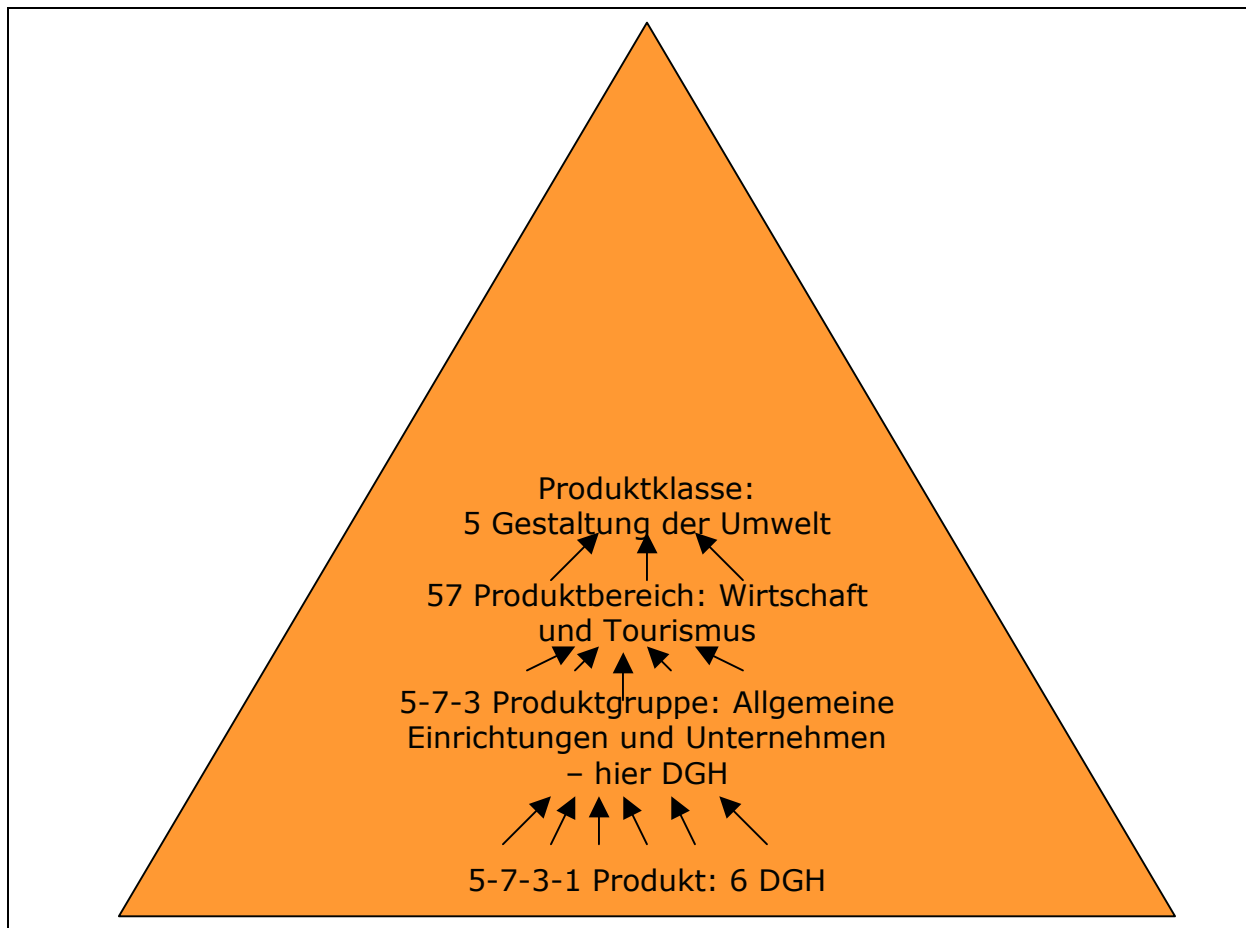 Produktklasse:
5 Gestaltung der Umwelt
57 Produktbereich: Wirtschaft
und Tourismus
5-7-3 Produktgruppe: Allgemeine
Einrichtungen und Unternehmen
– hier DGH
5-7-3-1 Produkt: 6 DGH